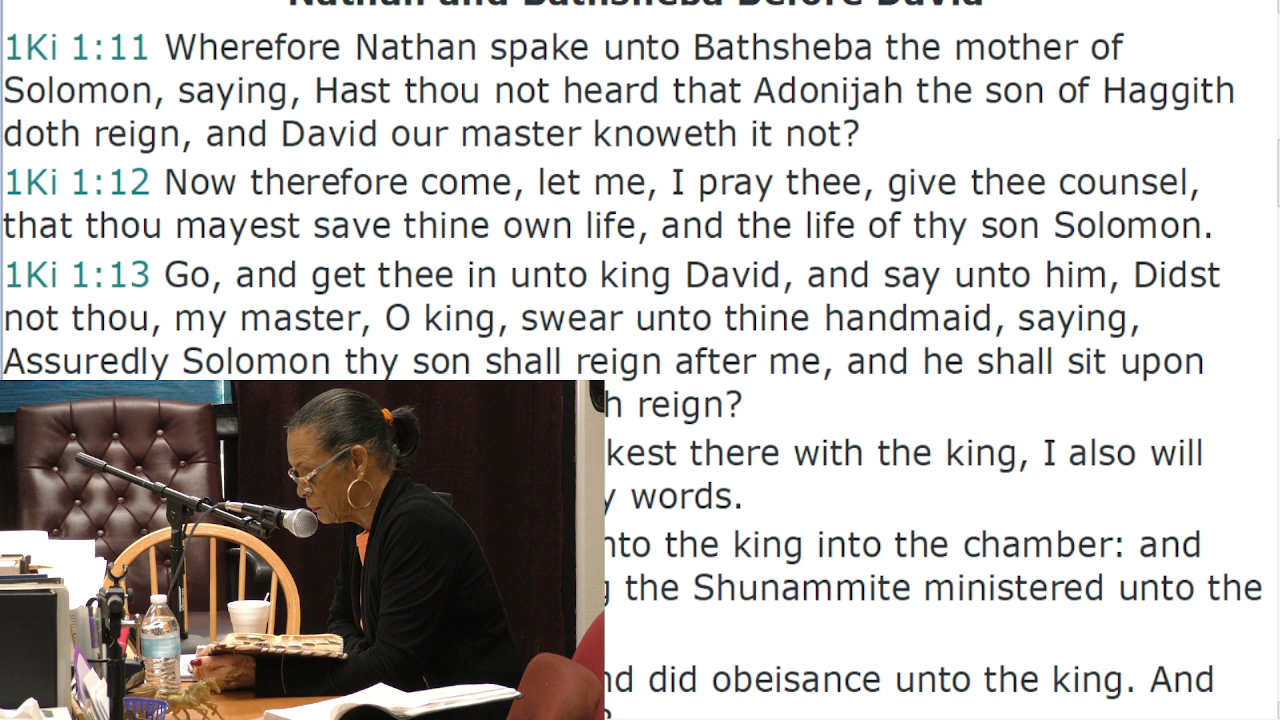 Nathan and Bathsheba Before David
1Ki 1:11 Wherefore Nathan spake unto Bathsheba the mother of
Solomon, saying, Hast thou not heard that Adonijah the son of Haggith
doth reign, and David our master knoweth it not?
1Ki 1:12 Now therefore come, let me, I pray thee, give thee counsel,
that thou mayest save thine own life, and the life of thy son Solomon.
1Ki 1:13 Go, and get thee in unto king David, and say unto him, Didst
not thou, my master, O king, swear unto thine handmaid, saying,
Assuredly Solomon thy son shall reign after me, and he shall sit upon
h reign?
kest there with the king, I also will
y words.
nto the king into the chamber: and
g the Shunammite ministered unto the
nd did obeisance unto the king. And